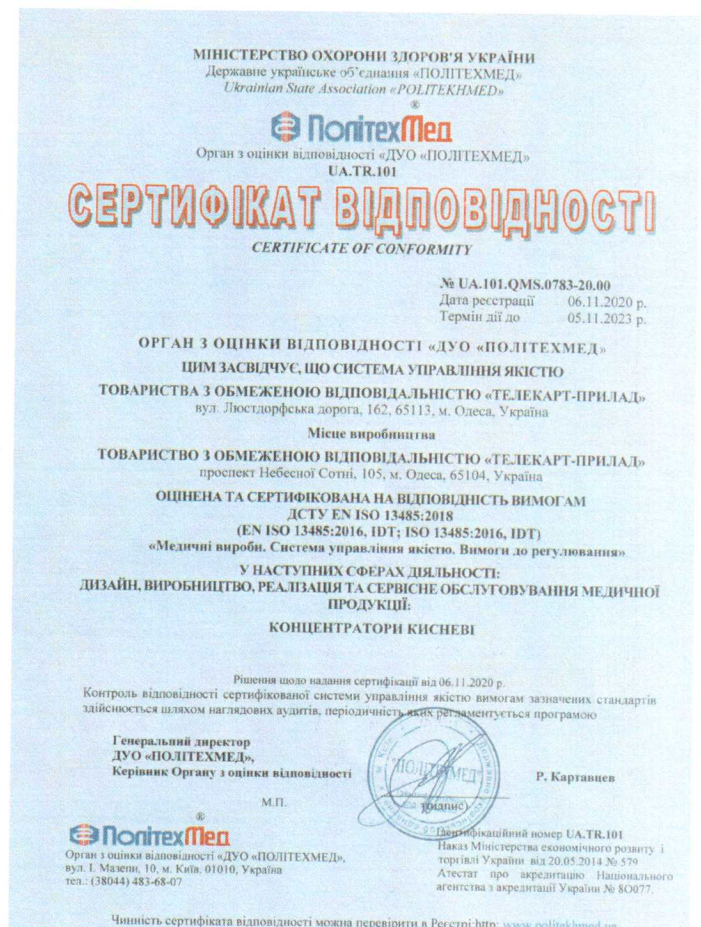 МІНІСТЕРСТВО ОХОРОНИ ЗДОРОВ'Я УКРАЇНИ
Державне українське об'єднання «ПОЛІТЕХМЕД»
Ukrainian State Association «POLITEKHMED»
®
ПолітехМед
Орган з оцінки відповідності «ДУО «ПОЛІТЕХМЕД»
UA.TR.101
СЕРТИФІКАТ ВІДПОВІДНОСТІ
CERTIFICATE OF CONFORMITY
№ UA.101.QMS.0783-20.00
Дата реєстрації 06.11.2020 р.
Термін дії до 05.11.2023 р.
ОРГАН З ОЦІНКИ ВІДПОВІДНОСТІ «ДУО «ПОЛІТЕХМЕД»
ЦИМ ЗАСВІДЧУЄ, ЩО СИСТЕМА УПРАВЛІННЯ ЯКІСТЮ
ТОВАРИСТВА З ОБМЕЖЕНОЮ ВІДПОВІДАЛЬНІСТЮ «ТЕЛЕКАРТ-ПРИЛАД»
вул. Люстдорфська дорога, 162, 65113, м. Одеса, Україна
Місце виробництва
ТОВАРИСТВО З ОБМЕЖЕНОЮ ВІДПОВІДАЛЬНІСТЮ «ТЕЛЕКАРТ-ПРИЛАД»
проспект Небесної Сотні, 105, м. Одеса, 65104, Україна
ОЦІНЕНА ТА СЕРТИФІКОВАНА НА ВІДПОВІДНІСТЬ ВИМОГАМ
ДСТУ EN ISO 13485:2018
(EN ISO 13485:2016, IDT; ISO 13485:2016, IDT)
«Медичні вироби. Система управління якістю. Вимоги до регулювання»
У НАСТУПНИХ СФЕРАХ ДІЯЛЬНОСТІ:
ДИЗАЙН, ВИРОБНИЦТВО, РЕАЛІЗАЦІЯ ТА СЕРВІСНЕ ОБСЛУГОВУВАННЯ МЕДИЧНОЇ
ПРОДУКЦІЇ:
КОНЦЕНТРАТОРИ КИСНЕВІ
Рішення щодо надання сертифікації від 06.11.2020 р.
Контроль відповідності сертифікованої системи управління якістю вимогам зазначених стандартів
здійснюється шляхом наглядових аудитів, періодичність яких регламентується програмою
Генеральний директор
ДУО «ПОЛІТЕХМЕД»,
Керівник Органу з оцінки відповідності
Р. Картавцев
"ПОЛІТЕХМЕД"
М.П.
(підпис)
®
ПолітехМед
Орган з оцінки відповідності «ДУО «ПОЛІТЕХМЕД»,
вул. І. Мазепи, 10, м. Київ, 01010, Україна
тел.: (38044) 483-68-07
Ідентифікаційний номер UA.TR.101
Наказ Міністерства економічного розвиту і
торгівлі України від 20.05.2014 № 579
Атестат про акредитацію Національного
агентства з акредитації України № 8О077.
Чинність сертифіката відповідності можна перевірити в Реєстрі http: www.politekhmed.ua